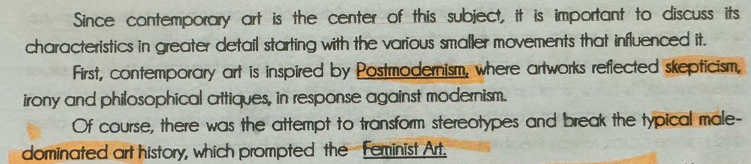 Since contemporary art is the center of this subject, it is important to discuss its
characteristics in greater detail starting with the various smaller movements that influenced it.
First, contemporary art is inspired by Postmodernism, where artworks reflected skepticism,
irony and philosophical critiques, in response against modernism.
Of course, there was the attempt to transform stereotypes and break the typical male-
dominated art history, which prompted the Feminist Art.